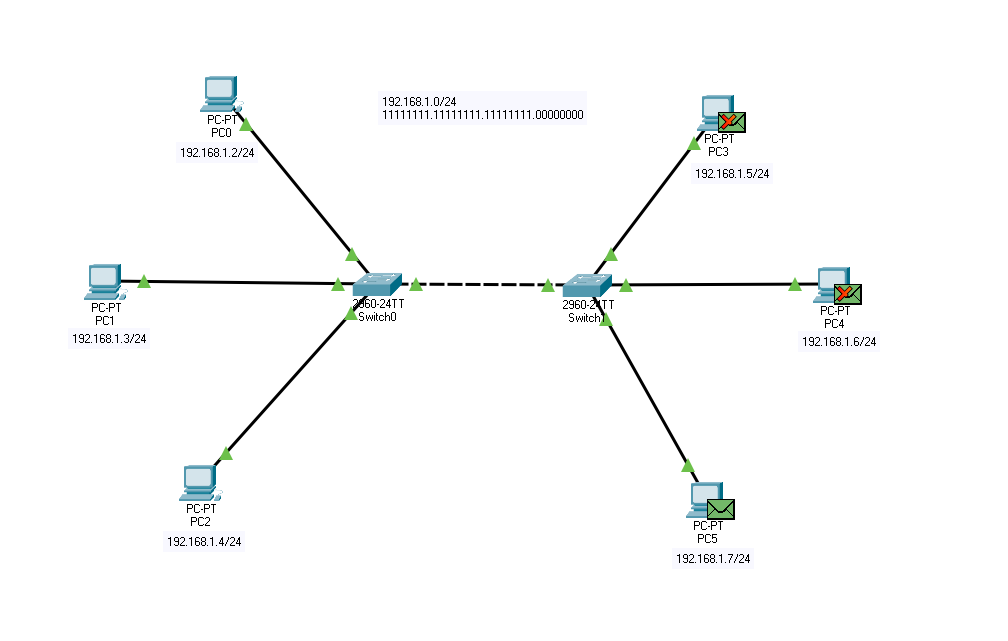 192.168.1.0/24
11111111.11111111.11111111.00000000
PC-PT
PC0
192.168.1.2/24
PC-PT
PC3
192.168.1.5/24
PC-PT
PC1
192.168.1.3/24
2960-24TT
Switch0
2960-24TT
Switch1
PC-PT
PC4
192.168.1.6/24
PC-PT
PC2
192.168.1.4/24
PC-PT
PC5
192.168.1.7/24